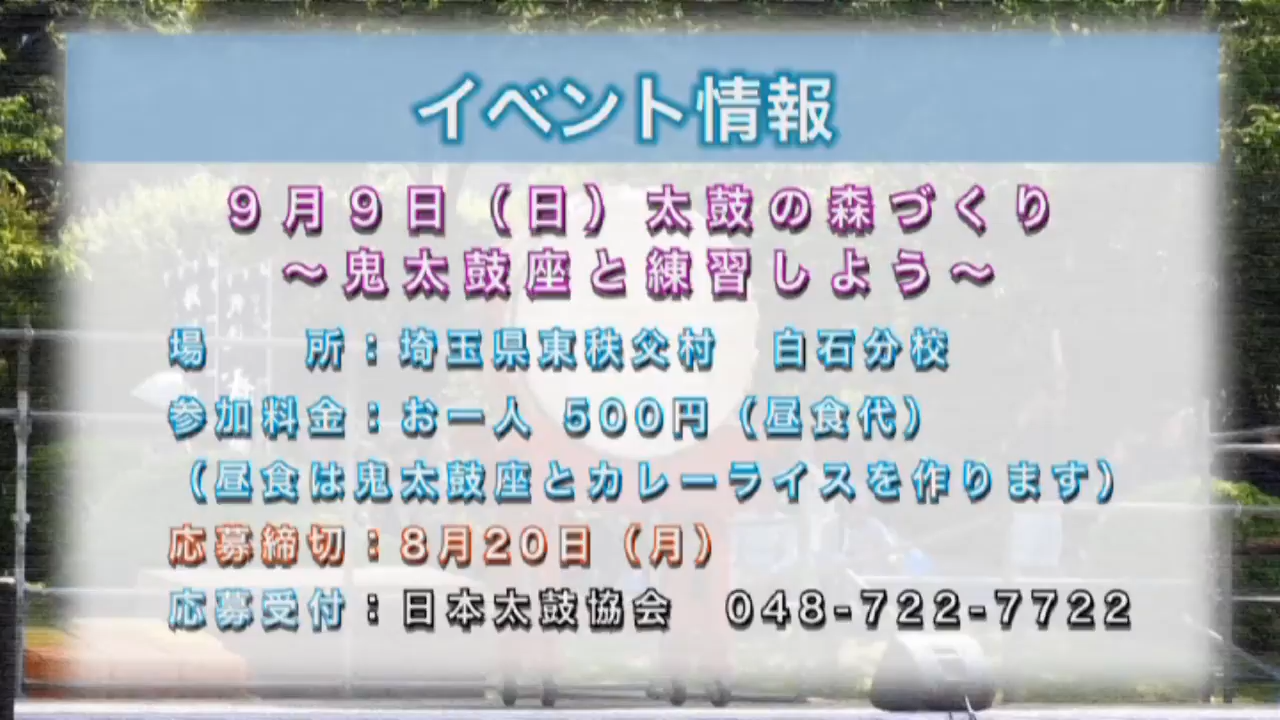 イベント情報
９月９日（日）太鼓の森づくり
～鬼太鼓座と練習しよう～
場　　所：埼玉県東秩父村　白石分校
参加料金：お一人 ５００円（昼食代）
（昼食は鬼太鼓座とカレーライスを作ります）
応募締切：８月２０日（月）
応募受付：日本太鼓協会　０４８-７２２-７７２２